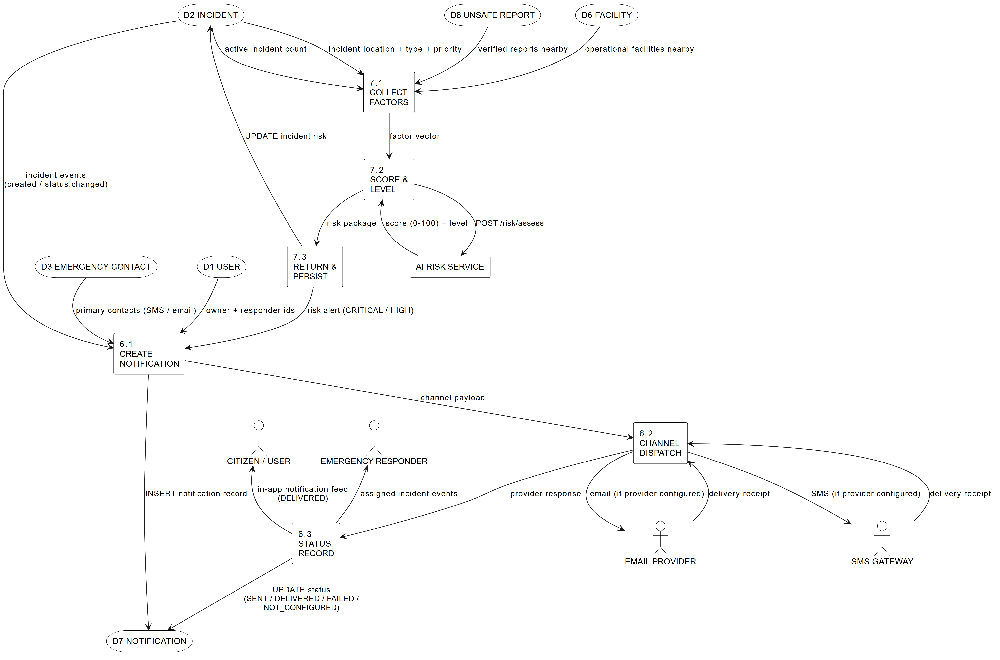 D2 INCIDENT
D8 UNSAFE REPORT
D6 FACILITY
active incident count
incident location + type + priority
verified reports nearby
operational facilities nearby
7.1
COLLECT
FACTORS
UPDATE incident risk
factor vector
incident events
(created / status.changed)
7.2
SCORE &
LEVEL
risk package
score (0-100) + level
POST /risk/assess
D3 EMERGENCY CONTACT
D1 USER
7.3
RETURN &
PERSIST
AI RISK SERVICE
primary contacts (SMS / email)
owner + responder ids
risk alert (CRITICAL / HIGH)
6.1
CREATE
NOTIFICATION
channel payload
CITIZEN / USER
EMERGENCY RESPONDER
6.2
CHANNEL
DISPATCH
INSERT notification record
in-app notification feed
(DELIVERED)
assigned incident events
provider response
email (if provider configured)
delivery receipt
SMS (if provider configured)
delivery receipt
6.3
STATUS
RECORD
EMAIL PROVIDER
SMS GATEWAY
UPDATE status
(SENT / DELIVERED / FAILED /
NOT_CONFIGURED)
D7 NOTIFICATION